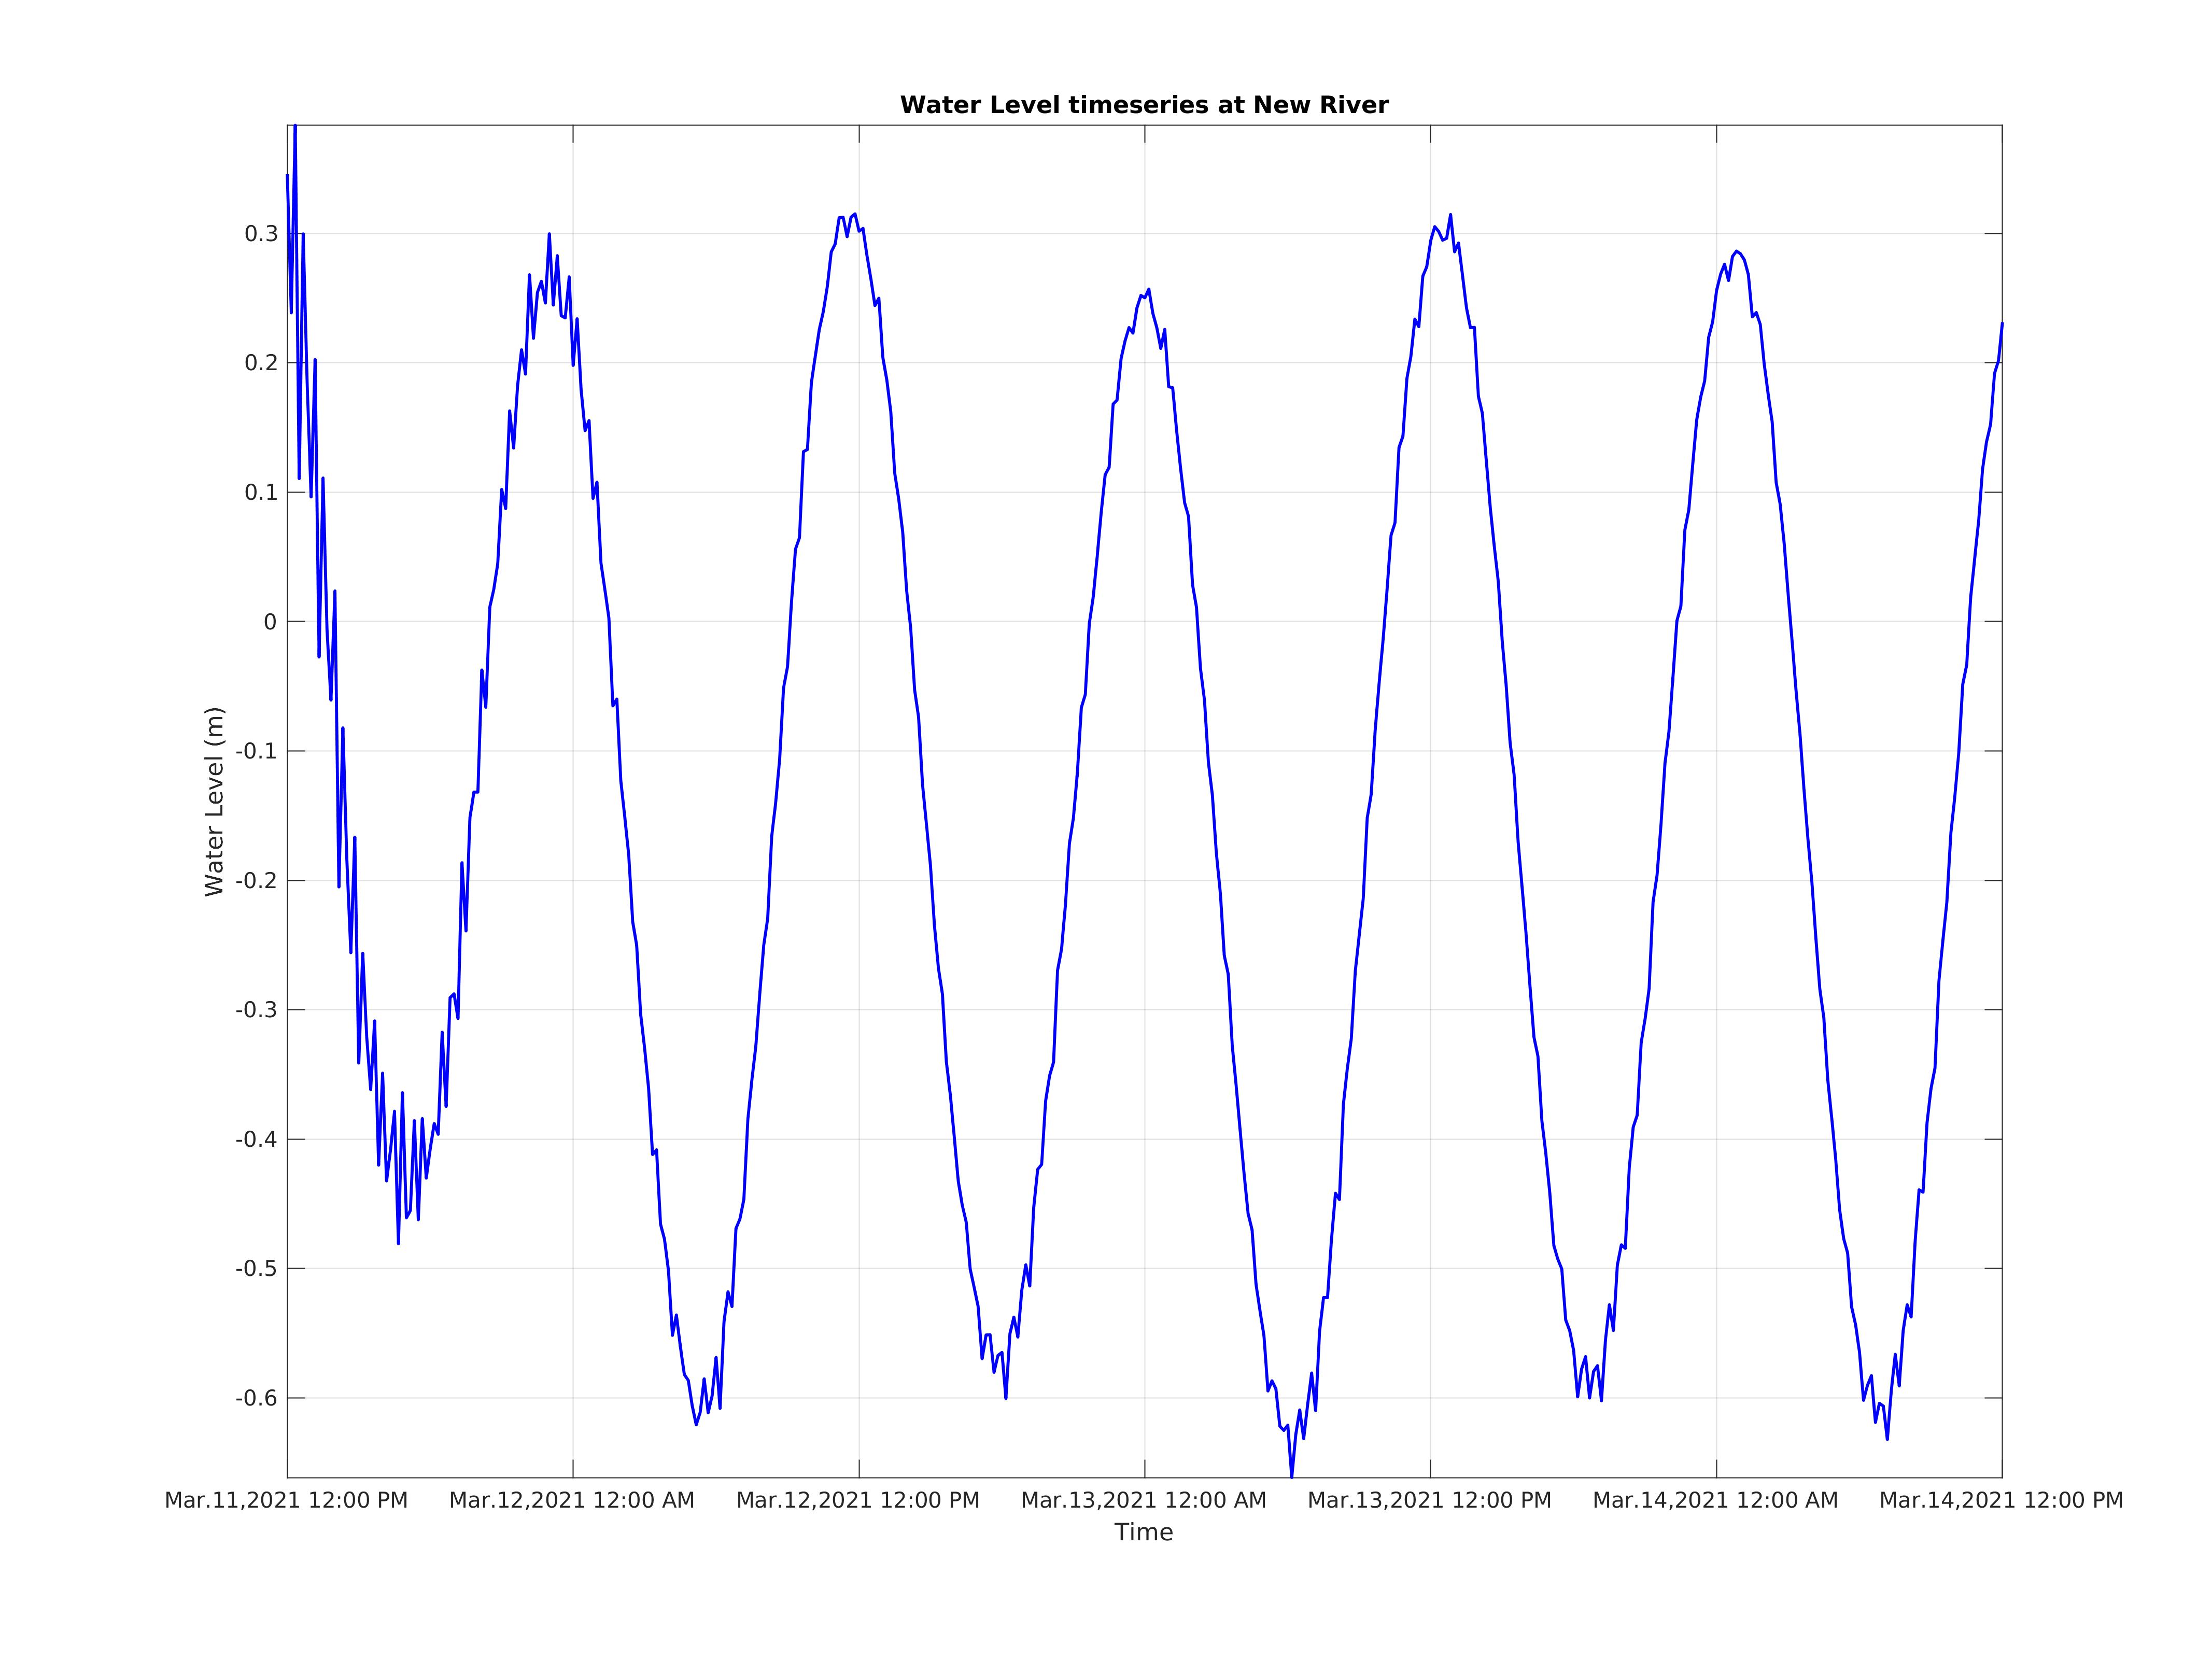 Water Level timeseries at New River
Water Level (m)
0.3
0.2
0.1
0
-0.1
-0.2
-0.3
-0.4
-0.5
-0.6
Mar.11,2021 12:00 PM Mar.12,2021 12:00 AM Mar.12,2021 12:00 PM Mar.13,2021 12:00 AM Mar.13,2021 12:00 PM Mar.14,2021 12:00 AM Mar.14,2021 12:00 PM
Time